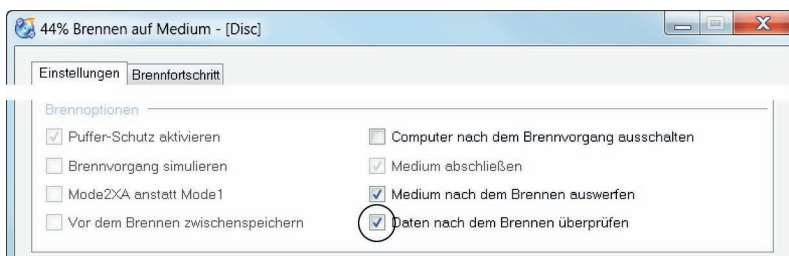 44% Brennen auf Medium - [Disc]
Einstellungen Brennfortschritt
Brennoptionen
Puffer-Schutz aktivieren
Computer nach dem Brennvorgang ausschalten
Brennvorgang simulieren
Medium abschließen
Mode2XA anstatt Mode1
Medium nach dem Brennen auswerfen
Vor dem Brennen zwischenspeichern
Daten nach dem Brennen überprüfen